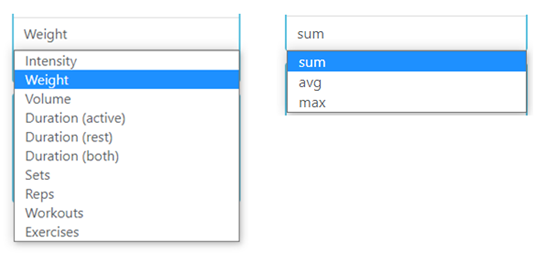 Weight
Intensity
Weight
Volume
Duration (active)
Duration (rest)
Duration (both)
Sets
Reps
Workouts
Exercises
sum
sum
avg
max